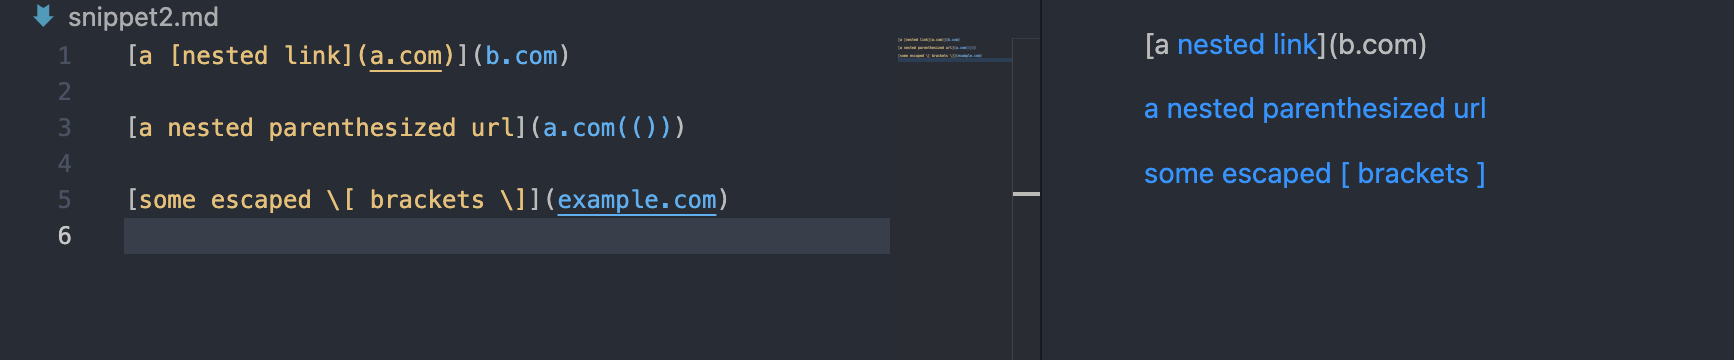 snippet2.md
1 [a [nested link](a.com)](b.com)
2
3 [a nested parenthesized url](a.com(()))
4
5 [some escaped \[ brackets \]](example.com)
6
[a nested link](b.com)
a nested parenthesized url
some escaped [ brackets ]